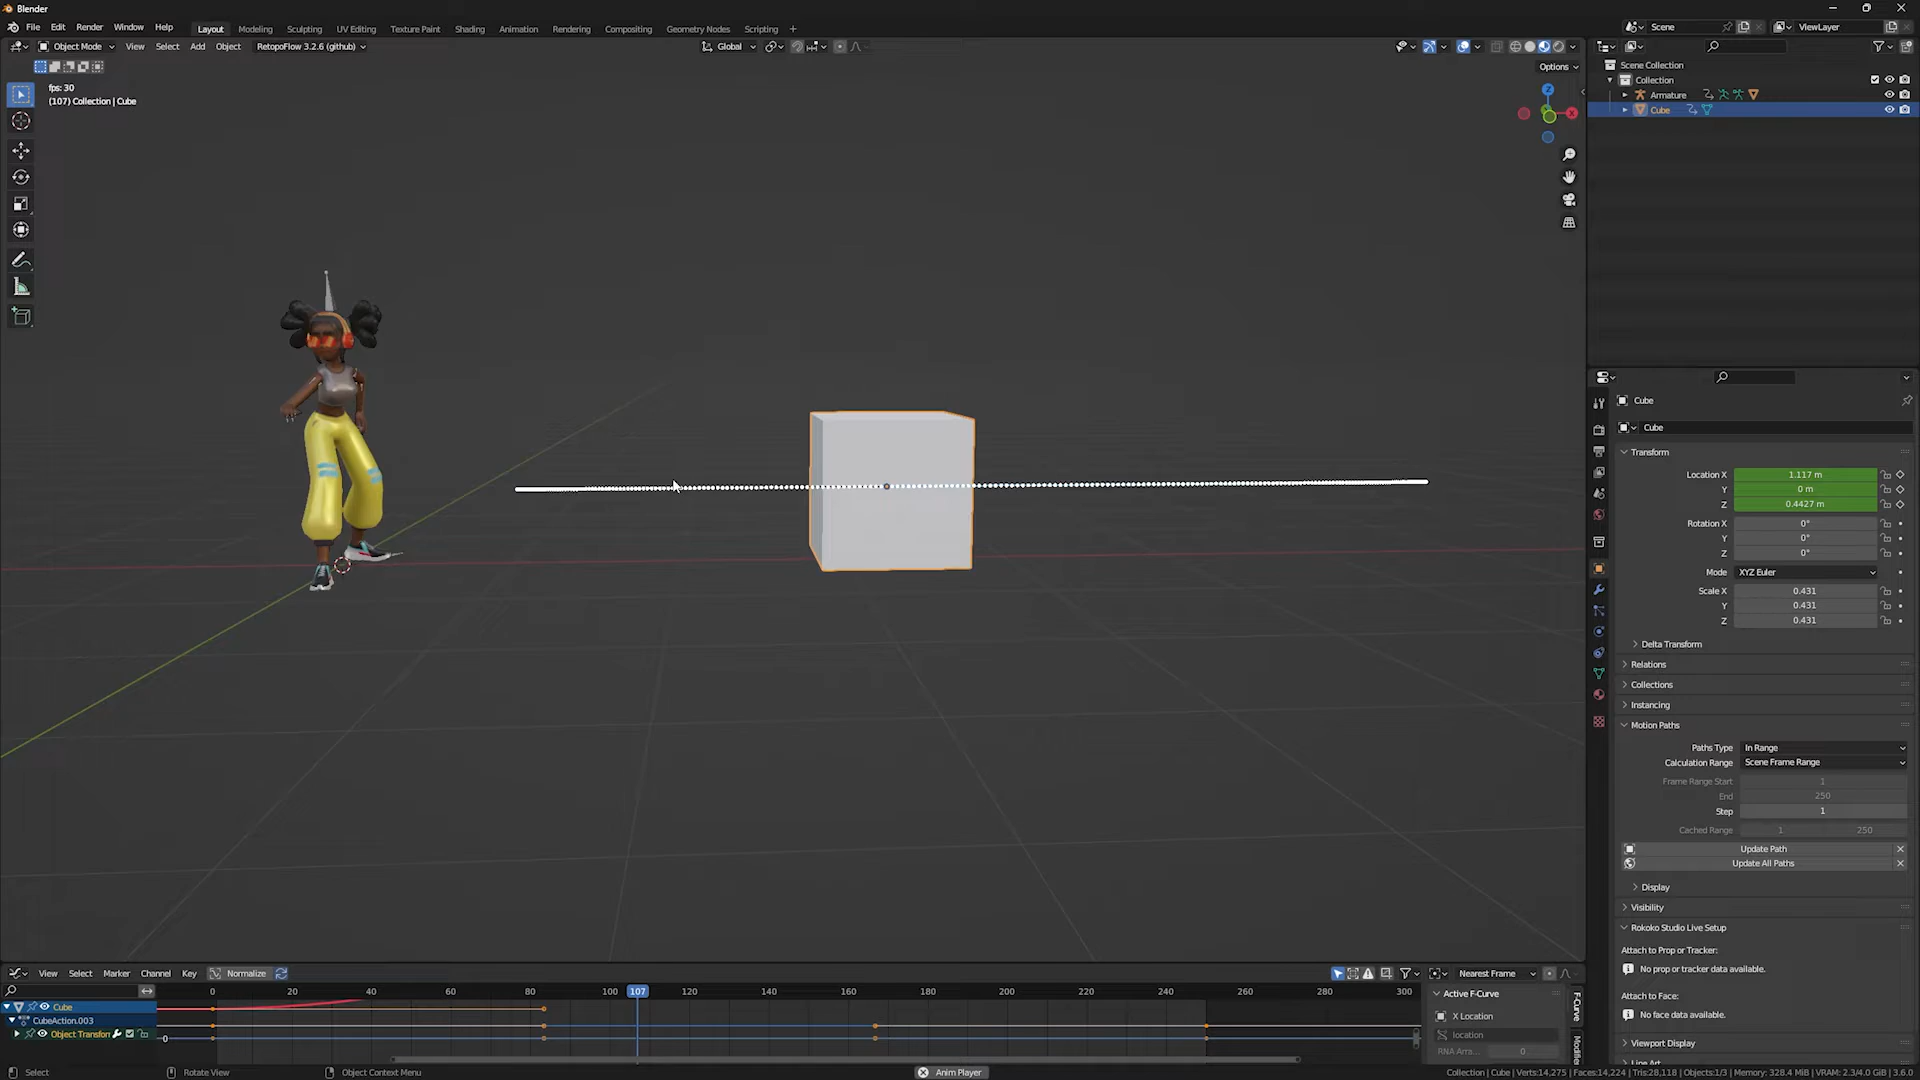 Blender
File Edit Render Window Help
Layout Modeling Sculpting UV Editing Texture Paint Shading Animation Rendering Compositing Geometry Nodes Scripting +
Scene ViewLayer
Object Mode View Select Add Object RetopoFlow 3.2.6 (github) Global
Options
fps: 30
(107) Collection | Cube
Z
X
Scene Collection
Collection
Armature
Cube
Cube
Cube
Transform
Location X 1.117 m
Y 0 m
Z 0.4427 m
Rotation X 0°
Y 0°
Z 0°
Mode XYZ Euler
Scale X 0.431
Y 0.431
Z 0.431
Delta Transform
Relations
Collections
Instancing
Motion Paths
Paths Type In Range
Calculation Range Scene Frame Range
Frame Range Start 1
End 250
Step 1
Cached Range 1 250
Update Path
Update All Paths
Display
Visibility
Rokoko Studio Live Setup
Attach to Prop or Tracker:
No prop or tracker data available.
Attach to Face:
No face data available.
Viewport Display
Line Art
View Select Marker Channel Key Normalize Nearest Frame
0 20 40 60 80 100 107 120 140 160 180 200 220 240 260 280 300
Cube
CubeAction.003
Object Transforn
0
Active F-Curve
X Location
location
RNA Arra... 0
F-Curve
Modifie
Select Rotate View Object Context Menu Anim Player
Collection | Cube | Verts:14,275 | Faces:14,224 | Tris:28,118 | Objects:1/3 | Memory: 328.4 MiB | VRAM: 2.3/4.0 GiB | 3.6.0